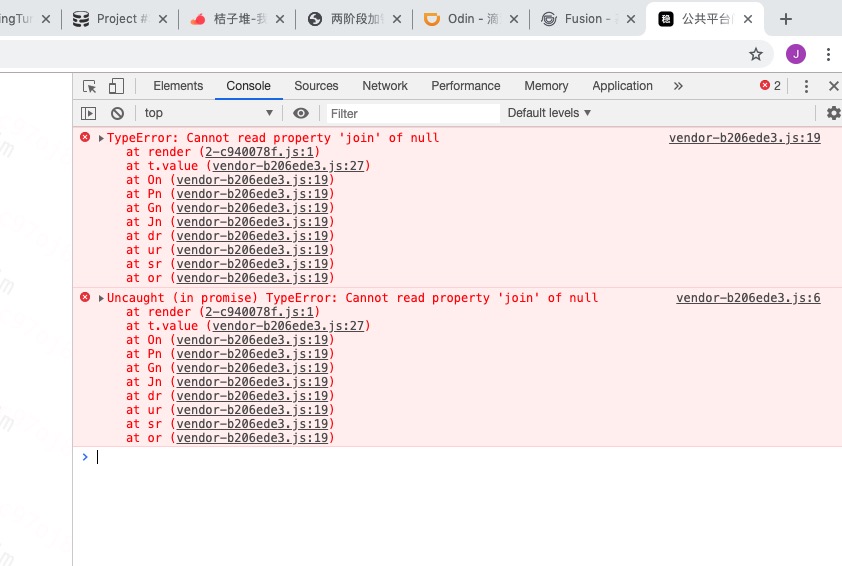 ingTur
Project #
桔子堆-我
两阶段加
Odin - 滴
Fusion -
公共平台
J
Elements Console Sources Network Performance Memory Application » 2
top Filter Default levels ▼
TypeError: Cannot read property 'join' of null vendor-b206ede3.js:19
at render (2-c940078f.js:1)
at t.value (vendor-b206ede3.js:27)
at On (vendor-b206ede3.js:19)
at Pn (vendor-b206ede3.js:19)
at Gn (vendor-b206ede3.js:19)
at Jn (vendor-b206ede3.js:19)
at dr (vendor-b206ede3.js:19)
at ur (vendor-b206ede3.js:19)
at sr (vendor-b206ede3.js:19)
at or (vendor-b206ede3.js:19)
Uncaught (in promise) TypeError: Cannot read property 'join' of null vendor-b206ede3.js:6
at render (2-c940078f.js:1)
at t.value (vendor-b206ede3.js:27)
at On (vendor-b206ede3.js:19)
at Pn (vendor-b206ede3.js:19)
at Gn (vendor-b206ede3.js:19)
at Jn (vendor-b206ede3.js:19)
at dr (vendor-b206ede3.js:19)
at ur (vendor-b206ede3.js:19)
at sr (vendor-b206ede3.js:19)
at or (vendor-b206ede3.js:19)